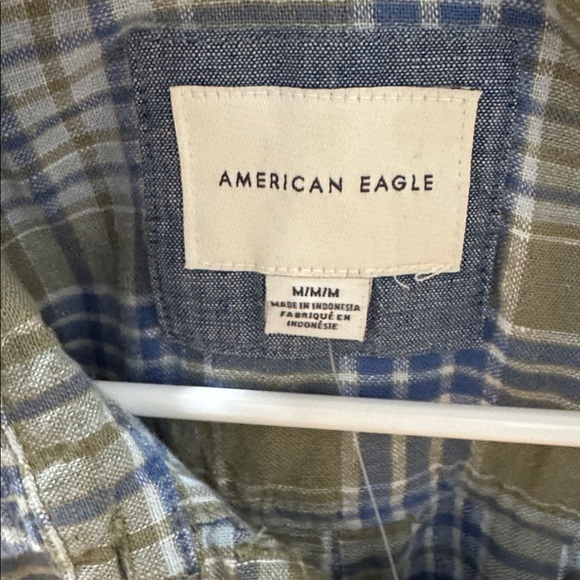 AMERICAN EAGLE
M/M/M
MADE IN INDONESIA
FABRIQUÉ EN
INDONÉSIE